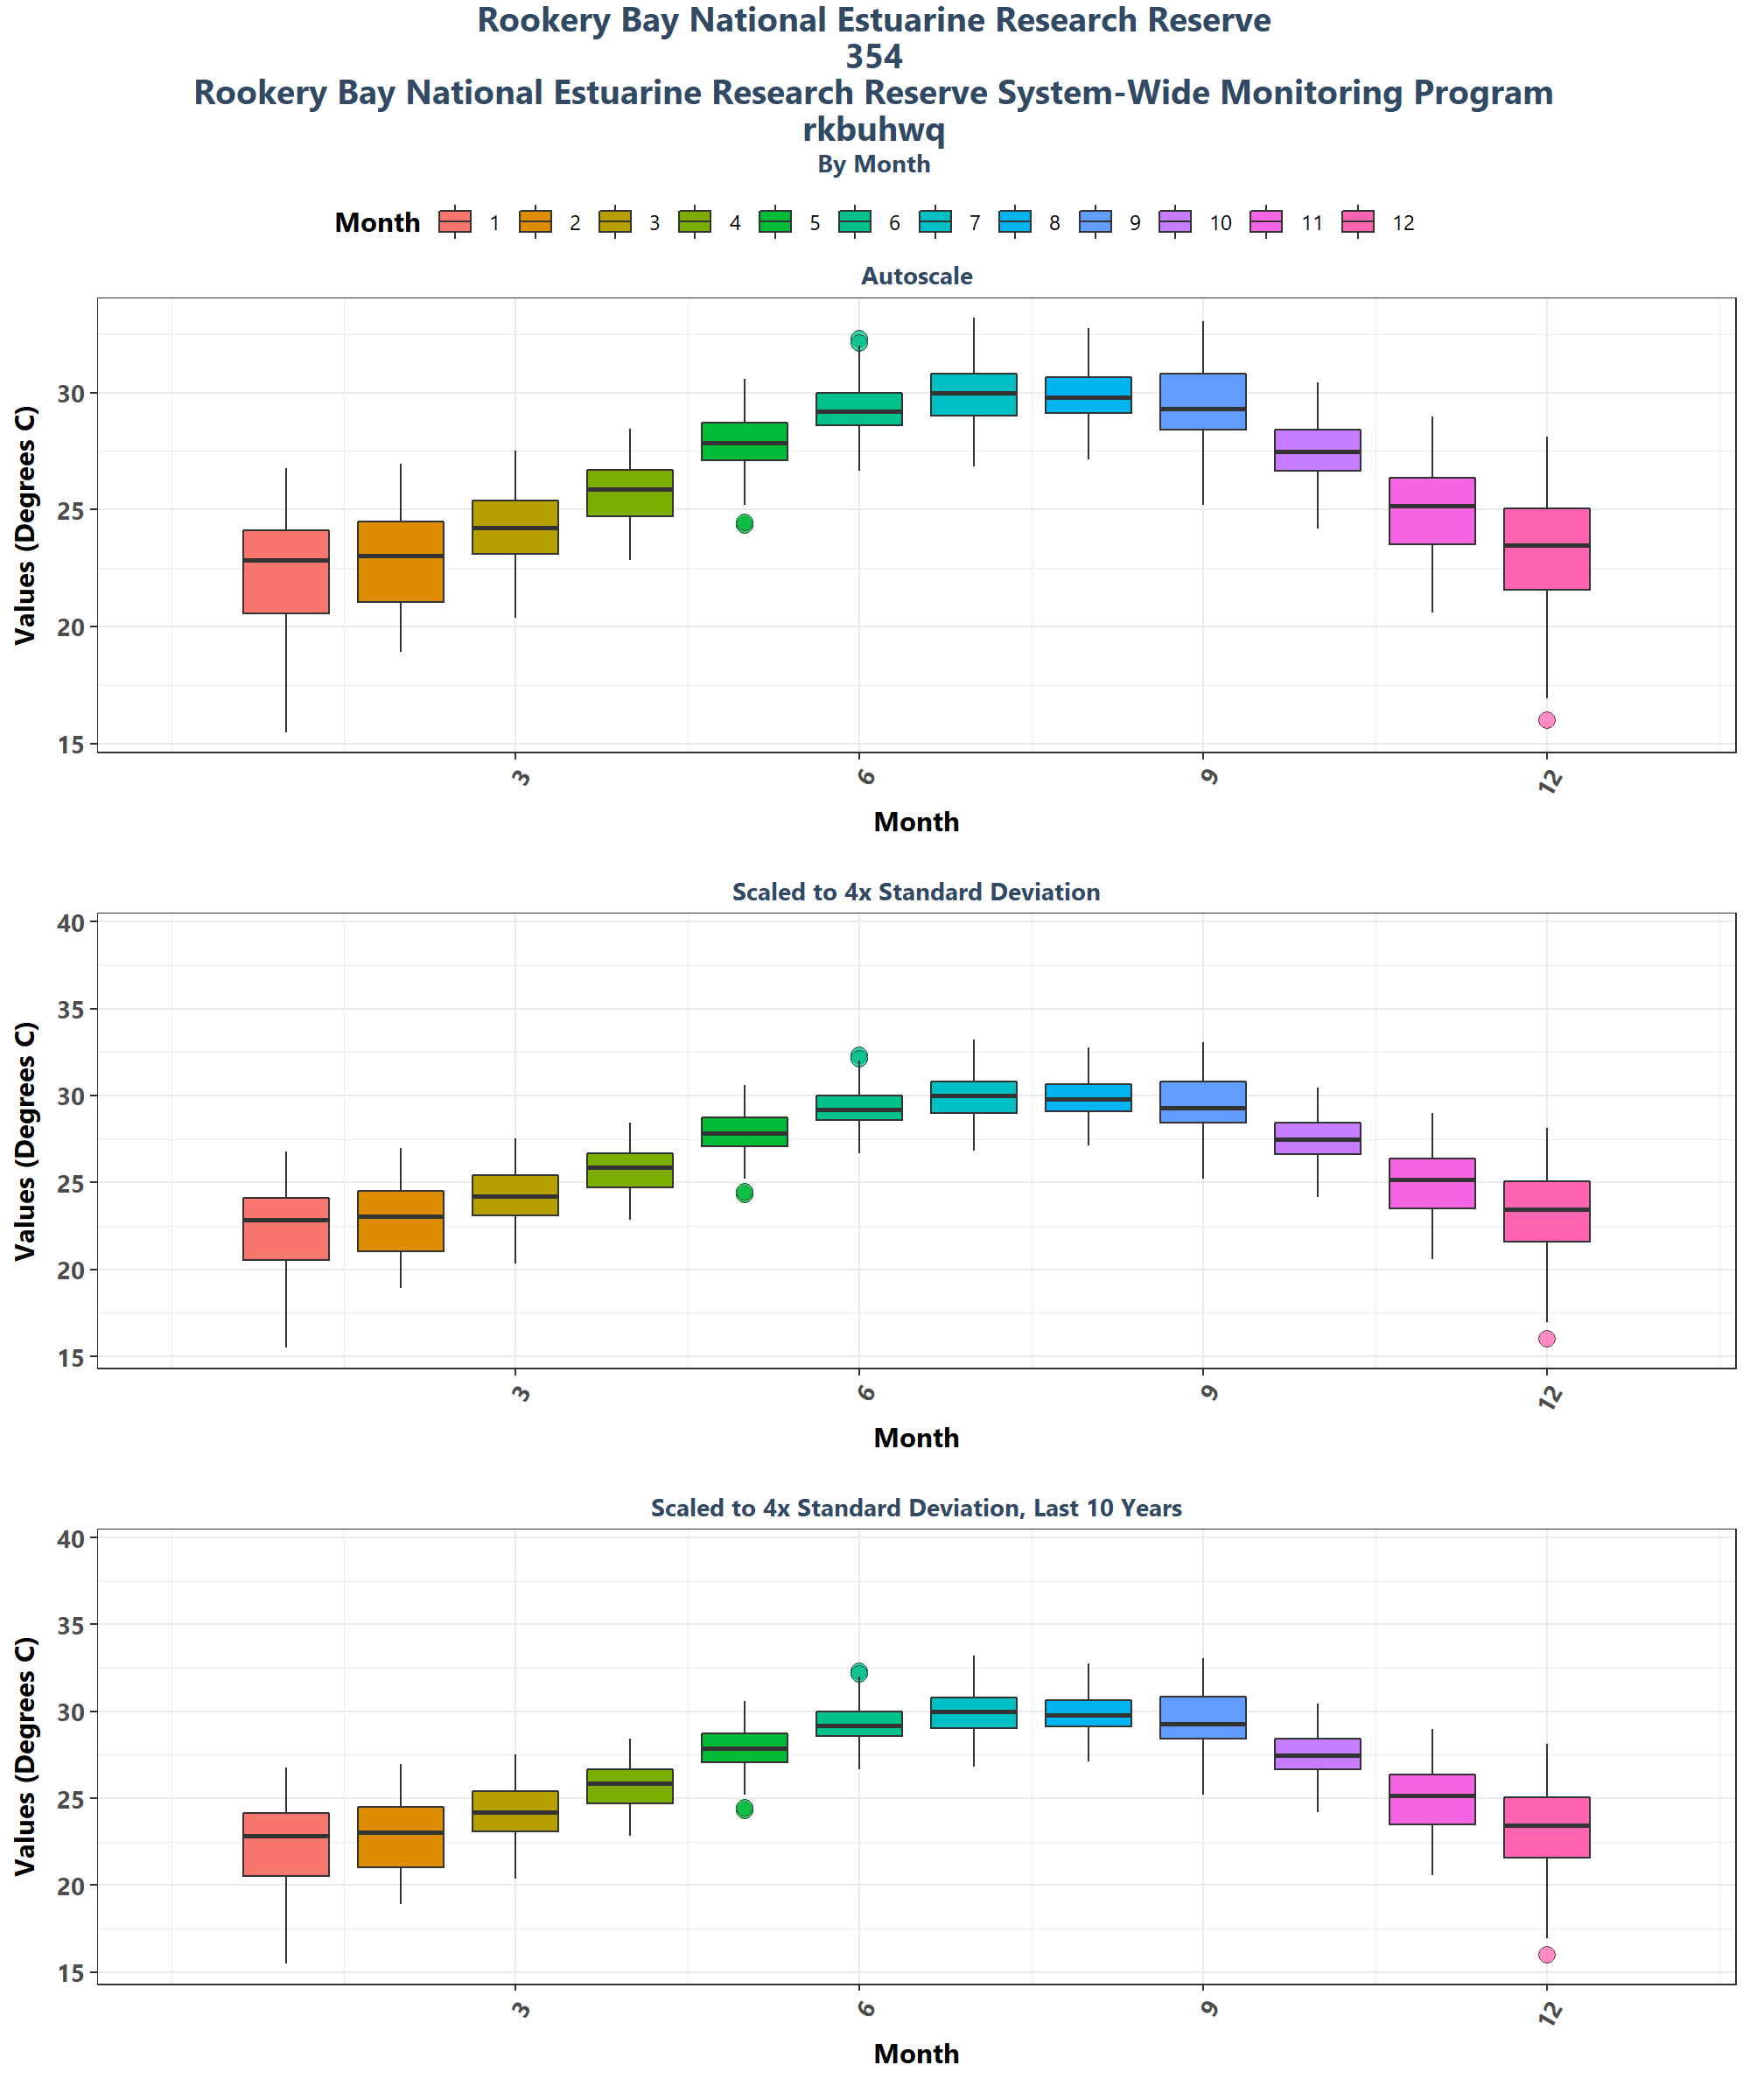 Rookery Bay National Estuarine Research Reserve
354
Rookery Bay National Estuarine Research Reserve System-Wide Monitoring Program
rkbuhwq
By Month
Month 1 2 3 4 5 6 7 8 9 10 11 12
Autoscale
Values (Degrees C)
30
25
20
15
3 6 9 12
Month
Scaled to 4x Standard Deviation
Values (Degrees C)
40
35
30
25
20
15
3 6 9 12
Month
Scaled to 4x Standard Deviation, Last 10 Years
Values (Degrees C)
40
35
30
25
20
15
3 6 9 12
Month